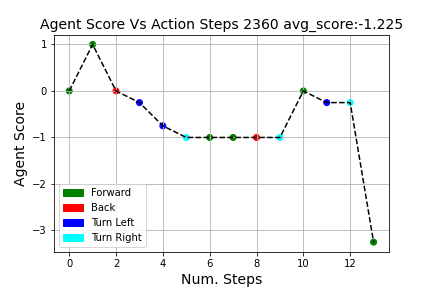 Agent Score Vs Action Steps 2360 avg_score:-1.225
1
0
−1
−2
−3
Agent Score
Forward
Back
Turn Left
Turn Right
0 2 4 6 8 10 12
Num. Steps